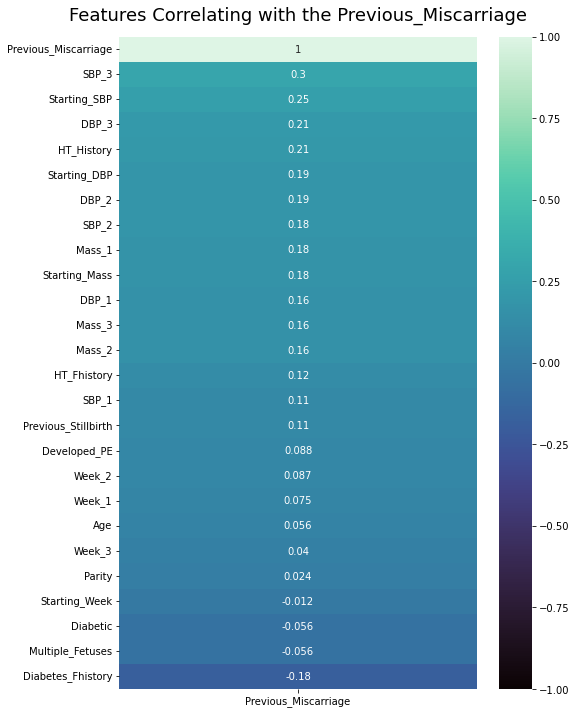 Features Correlating with the Previous_Miscarriage
Previous_Miscarriage 1
SBP_3 0.3
Starting_SBP 0.25
DBP_3 0.21
HT_History 0.21
Starting_DBP 0.19
DBP_2 0.19
SBP_2 0.18
Mass_1 0.18
Starting_Mass 0.18
DBP_1 0.16
Mass_3 0.16
Mass_2 0.16
HT_Fhistory 0.12
SBP_1 0.11
Previous_Stillbirth 0.11
Developed_PE 0.088
Week_2 0.087
Week_1 0.075
Age 0.056
Week_3 0.04
Parity 0.024
Starting_Week -0.012
Diabetic -0.056
Multiple_Fetuses -0.056
Diabetes_Fhistory -0.18
Previous_Miscarriage
1.00
0.75
0.50
0.25
0.00
−0.25
−0.50
−0.75
−1.00